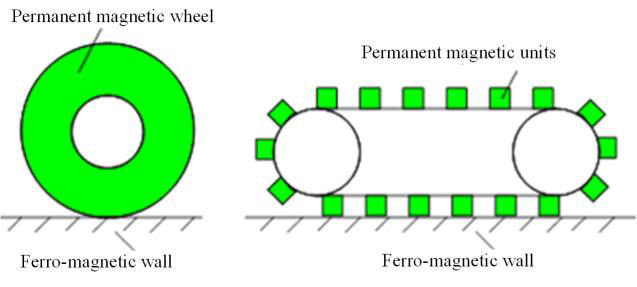 Permanent magnetic wheel
Permanent magnetic units
Ferro-magnetic wall
Ferro-magnetic wall